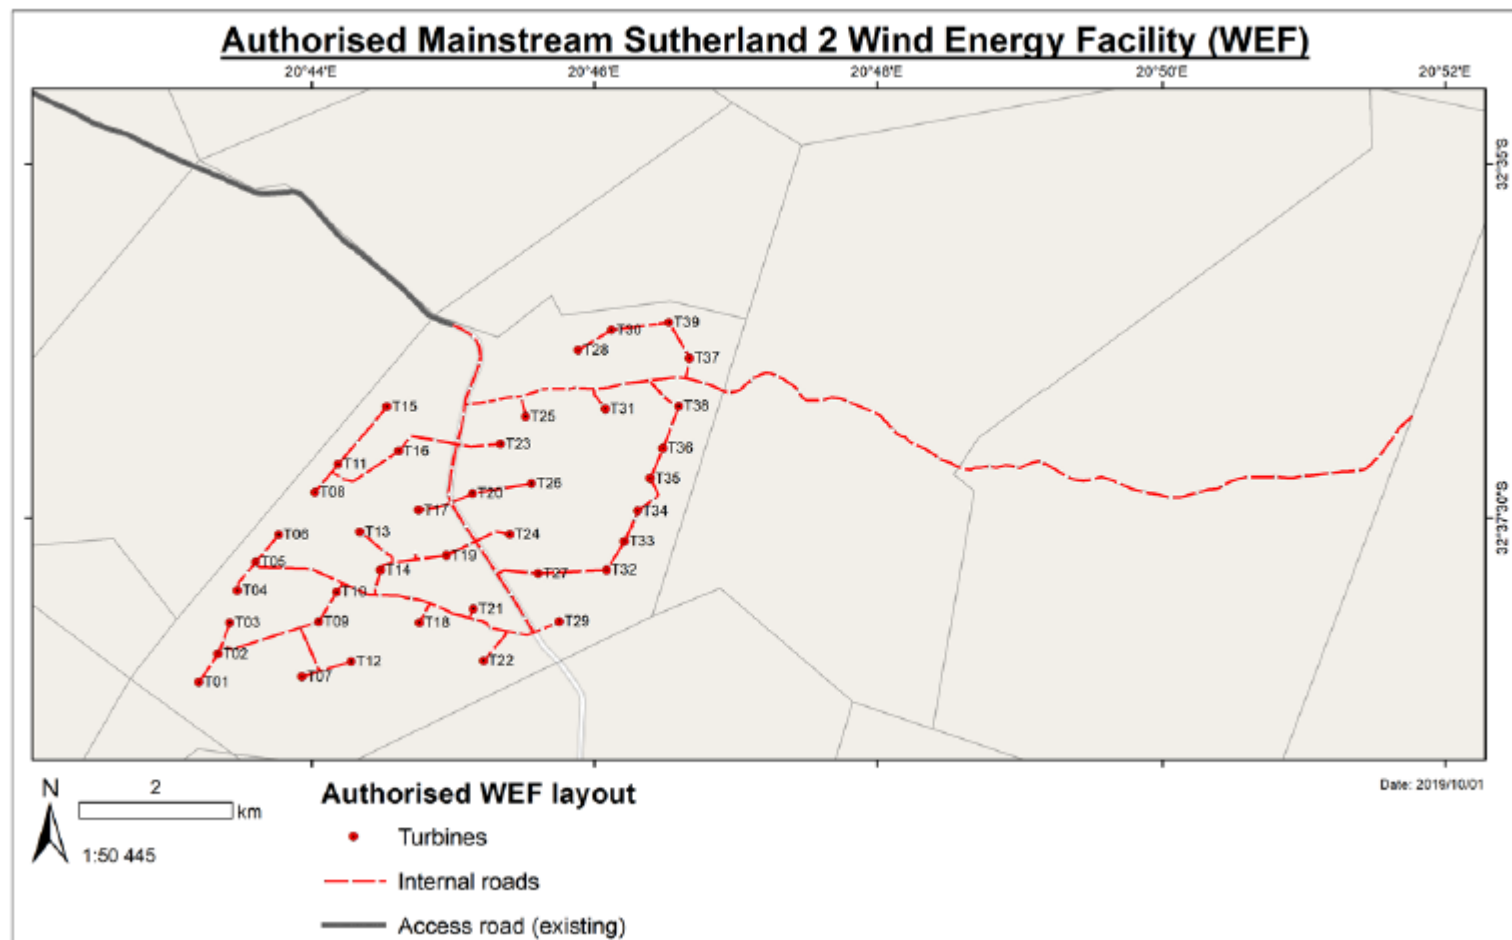 Authorised Mainstream Sutherland 2 Wind Energy Facility (WEF)
20°44'E 20°46'E 20°48'E 20°50'E 20°52'E
32°35'S
T39
T30
T28
T37
T15
T38
T31
T25
T23
T36
T16
T11
T35
T26
T08
T20
T17
T34
32°37'30"S
T13
T06
T24
T33
T19
T05
T14
T32
T27
T04
T10
T21
T03
T09
T18
T29
T02
T12
T22
T07
T01
Date: 2019/10/01
N
2
km
1:50 445
Authorised WEF layout
Turbines
Internal roads
Access road (existing)